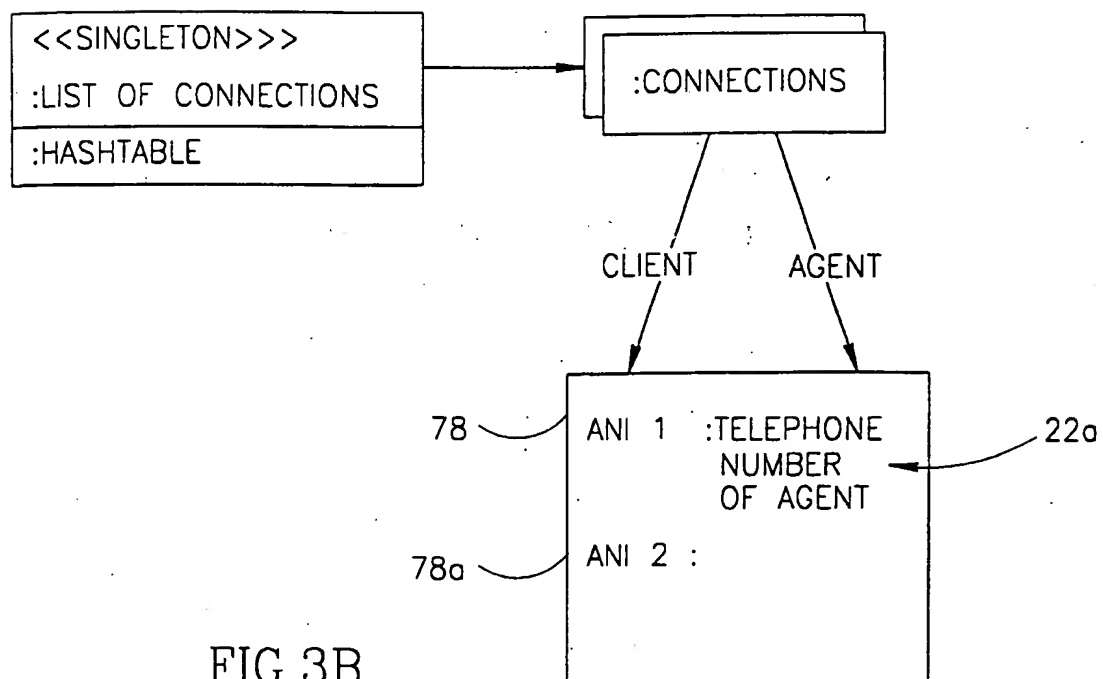 <<SINGLETON>>>
:LIST OF CONNECTIONS
:HASHTABLE
:CONNECTIONS
CLIENT
AGENT
78
ANI 1 :TELEPHONE
NUMBER
OF AGENT
22a
78a
ANI 2 :
FIG.3B